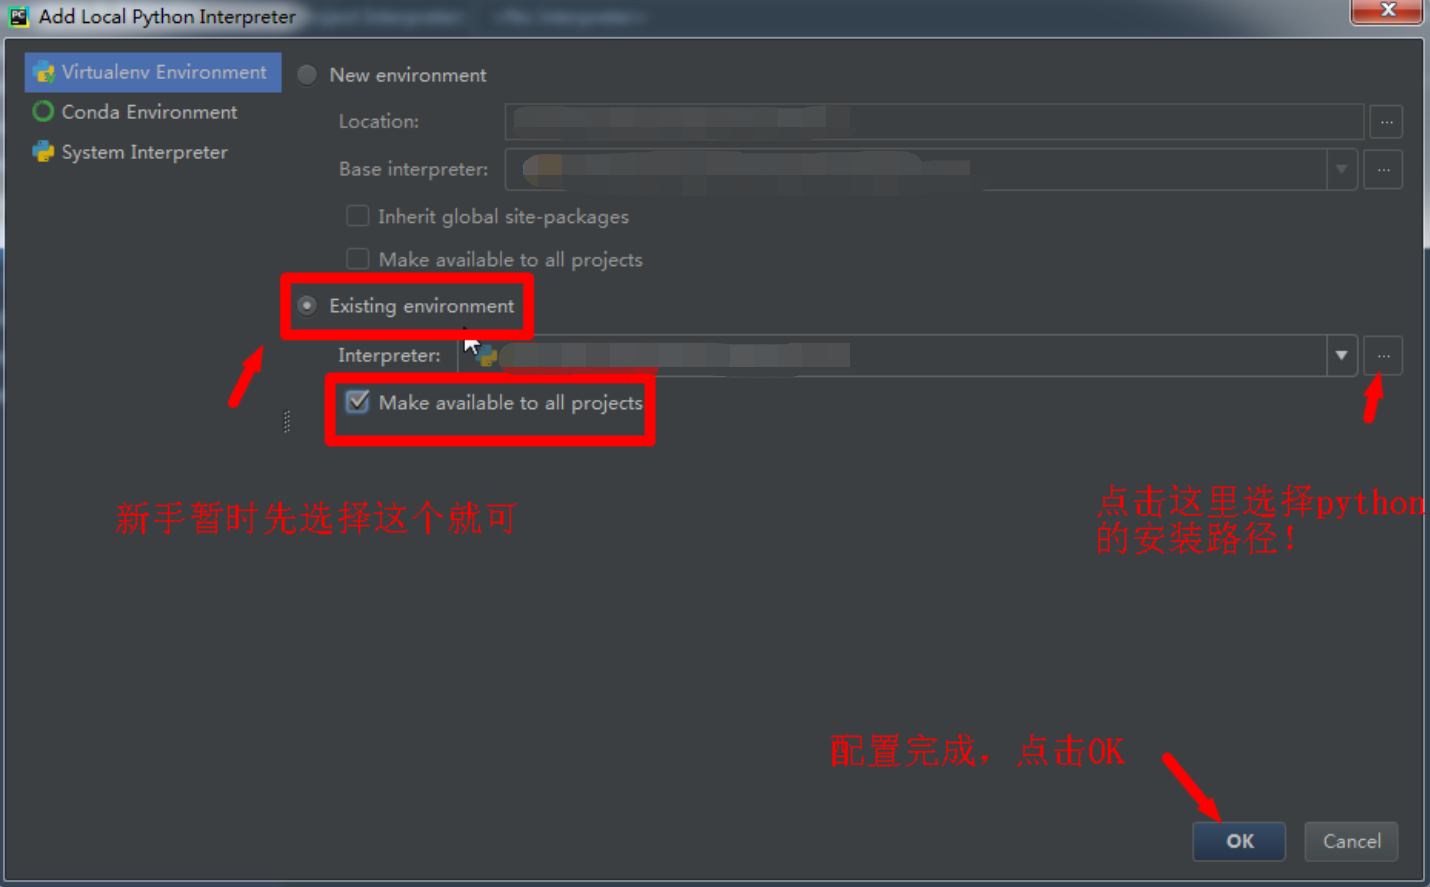 Add Local Python Interpreter
Virtualenv Environment
Conda Environment
System Interpreter
New environment
Location:
Base interpreter:
Inherit global site-packages
Make available to all projects
Existing environment
Interpreter:
Make available to all projects
新手暂时先选择这个就可
点击这里选择python
的安装路径!
配置完成，点击OK
OK
Cancel